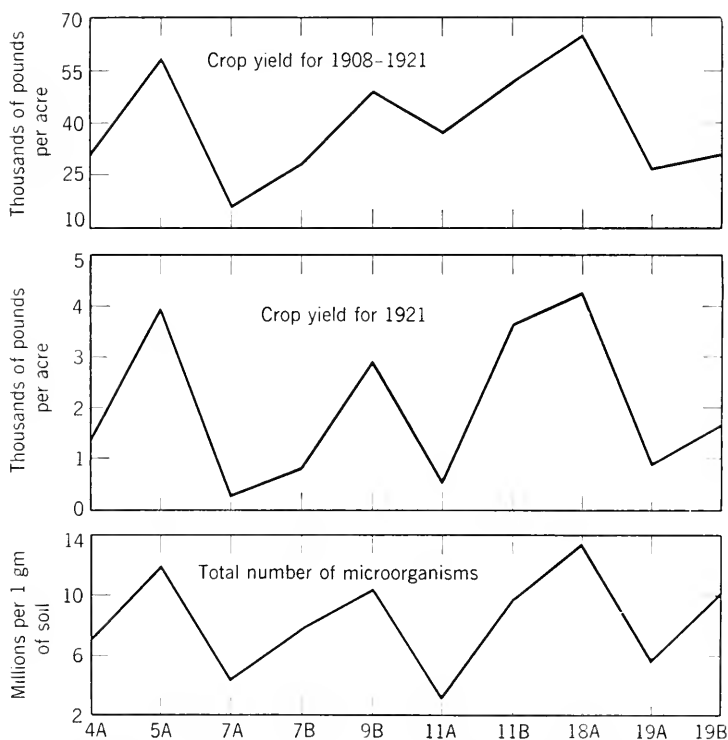 Thousands of pounds
per acre
70
55
40
25
10
Crop yield for 1908–1921
Thousands of pounds
per acre
5
4
3
2
1
0
Crop yield for 1921
Millions per 1 gm
of soil
14
10
6
2
Total number of microorganisms
4A 5A 7A 7B 9B 11A 11B 18A 19A 19B